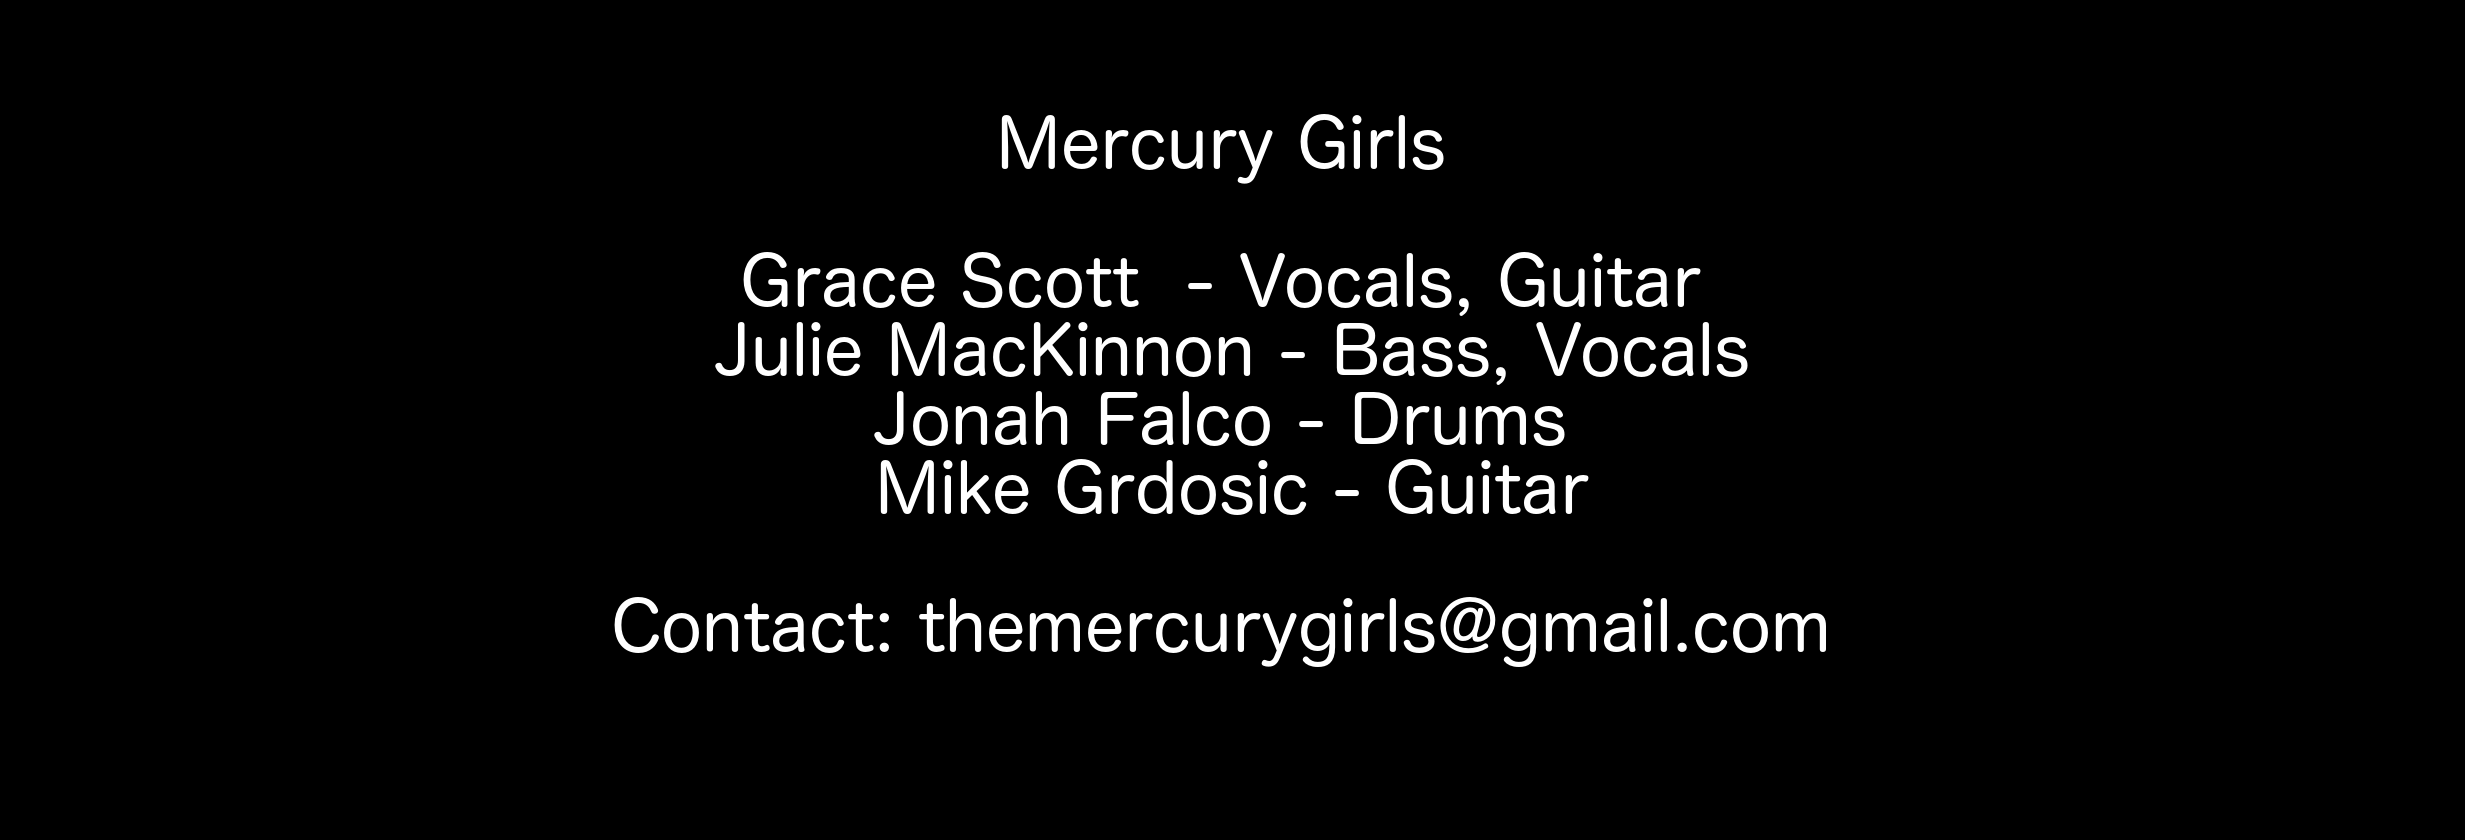 Mercury Girls
Grace Scott  - Vocals, Guitar
Julie MacKinnon - Bass, Vocals
Jonah Falco - Drums
Mike Grdosic - Guitar
Contact: themercurygirls@gmail.com